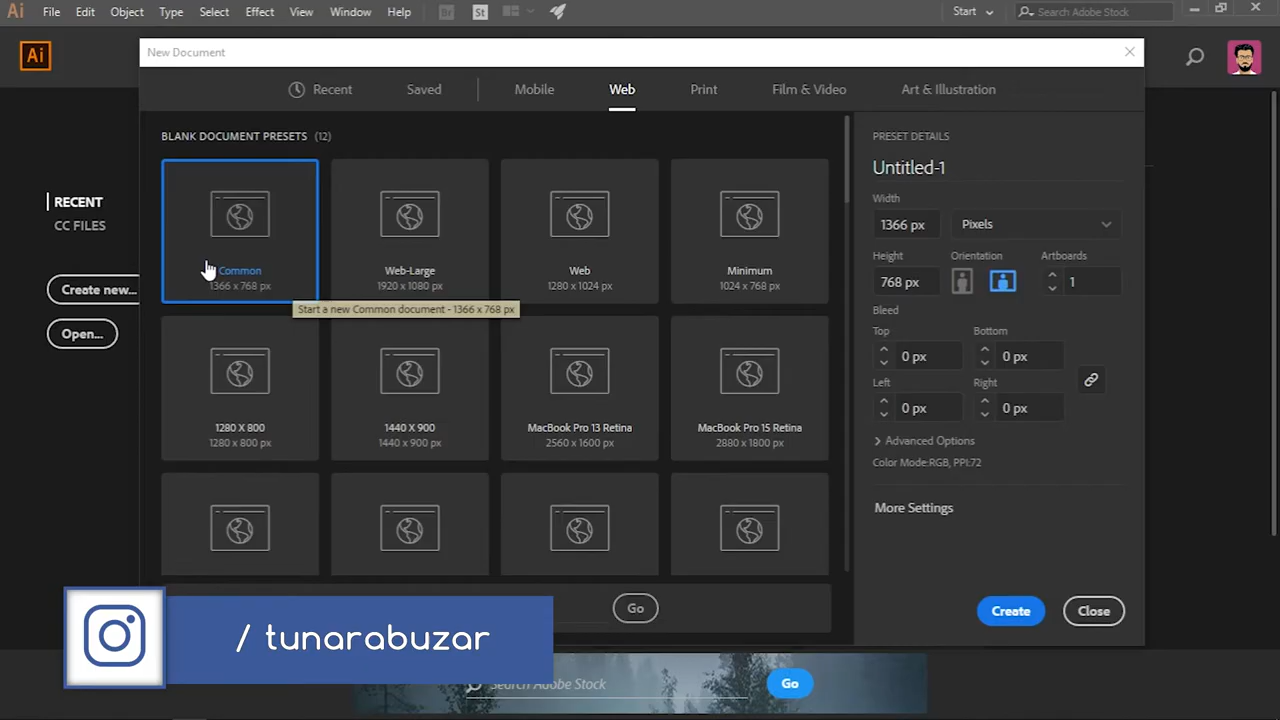 Ai File Edit Object Type Select Effect View Window Help Br St Start Search Adobe Stock
Ai
New Document
Recent Saved Mobile Web Print Film & Video Art & Illustration
BLANK DOCUMENT PRESETS (12)
Common
1366 x 768 px
Web-Large
1920 x 1080 px
Web
1280 x 1024 px
Minimum
1024 x 768 px
Start a new Common document - 1366 x 768 px
1280 X 800
1280 x 800 px
1440 X 900
1440 x 900 px
MacBook Pro 13 Retina
2560 x 1600 px
MacBook Pro 15 Retina
2880 x 1800 px
Go
RECENT
CC FILES
Create new...
Open...
PRESET DETAILS
Untitled-1
Width
1366 px Pixels
Height Orientation Artboards
768 px 1
Bleed
Top Bottom
0 px 0 px
Left Right
0 px 0 px
Advanced Options
Color Mode:RGB, PPI:72
More Settings
Create Close
/ tunarabuzar
Search Adobe Stock Go